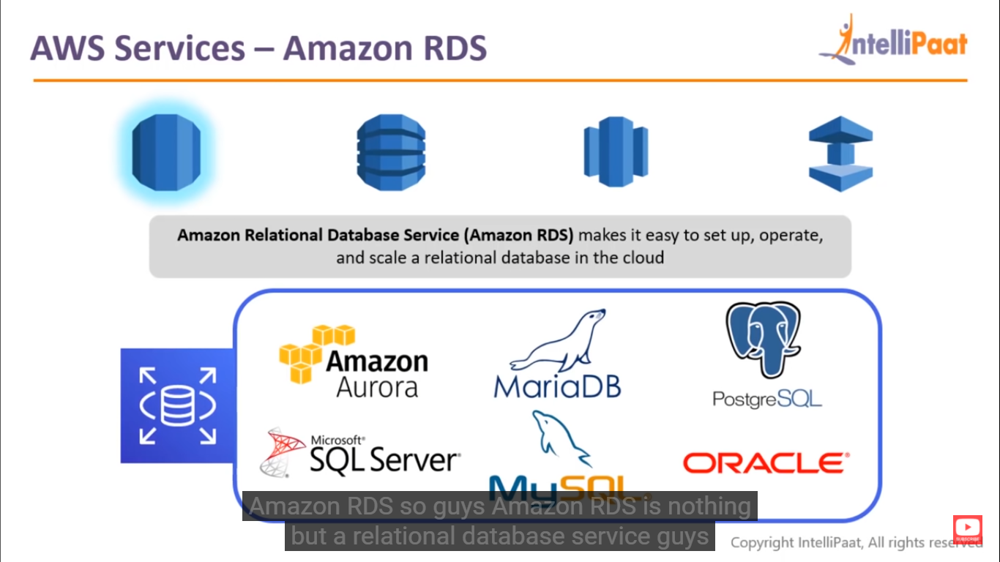 AWS Services – Amazon RDS
IntelliPaat
Amazon Relational Database Service (Amazon RDS) makes it easy to set up, operate,
and scale a relational database in the cloud
Amazon
Aurora
MariaDB
PostgreSQL
Microsoft®
SQL Server®
MySQL
ORACLE®
Amazon RDS so guys Amazon RDS is nothing
but a relational database service guys
SUBSCRIBE
Copyright IntelliPaat, All rights reserved